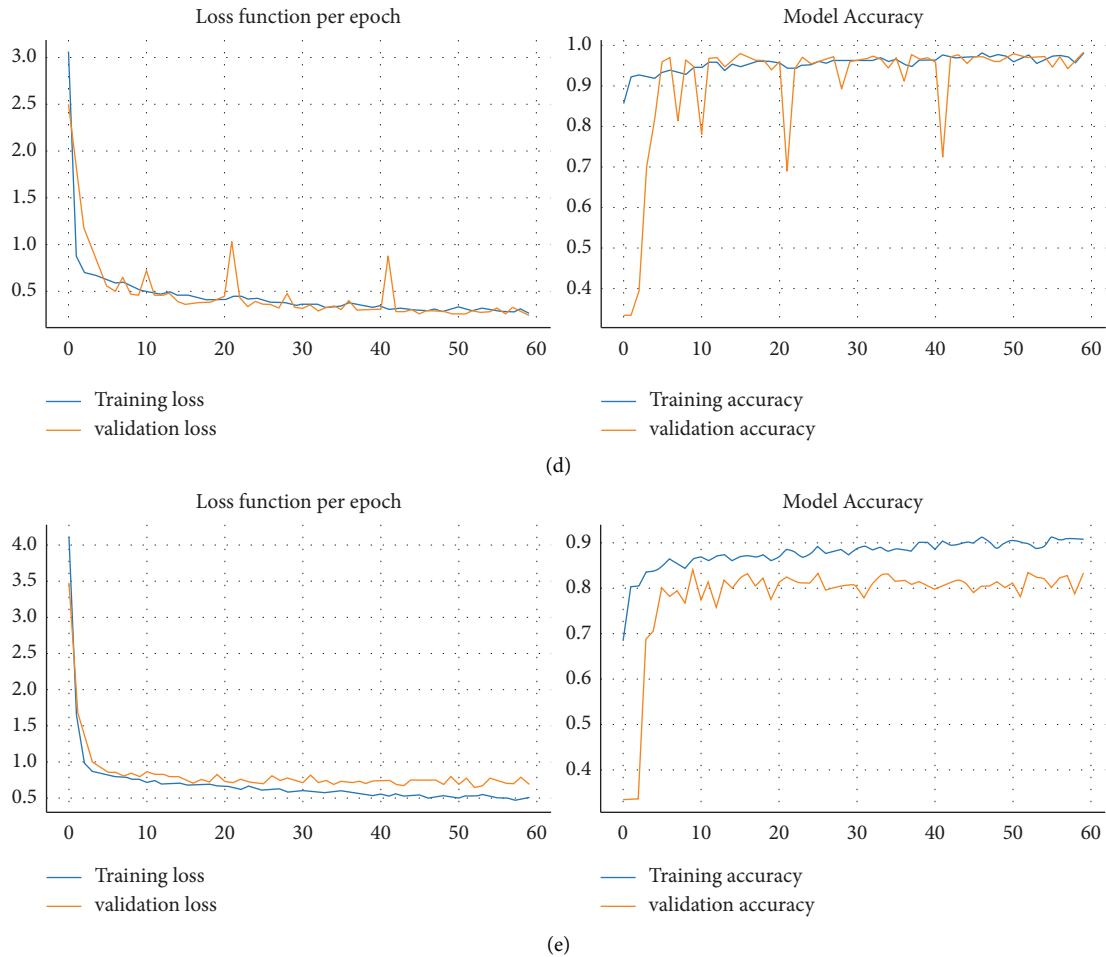 Loss function per epoch
3.0
2.5
2.0
1.5
1.0
0.5
0 10 20 30 40 50 60
Training loss
validation loss
Model Accuracy
1.0
0.9
0.8
0.7
0.6
0.5
0.4
0 10 20 30 40 50 60
Training accuracy
validation accuracy
(d)
Loss function per epoch
4.0
3.5
3.0
2.5
2.0
1.5
1.0
0.5
0 10 20 30 40 50 60
Training loss
validation loss
Model Accuracy
0.9
0.8
0.7
0.6
0.5
0.4
0 10 20 30 40 50 60
Training accuracy
validation accuracy
(e)